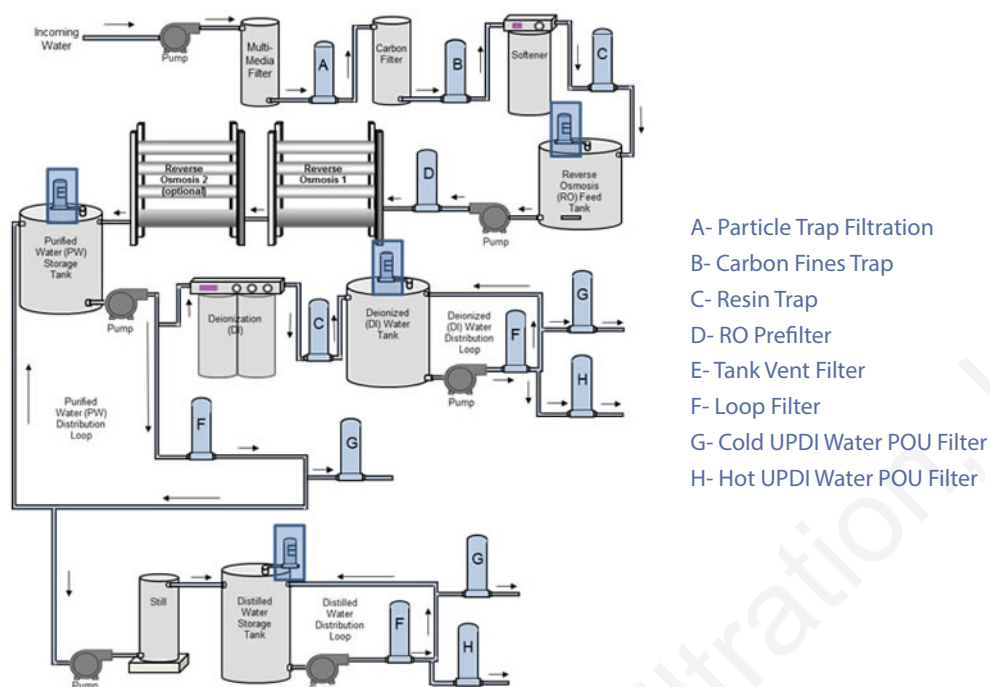 Incoming
Water
Pump
Multi-
Media
Filter
A
Carbon
Filter
B
Softener
C
E
Reverse
Osmosis
(RO) Feed
Tank
Pump
D
Reverse
Osmosis 1
Reverse
Osmosis 2
(optional)
E
Purified
Water (PW)
Storage
Tank
Pump
Deionization
(DI)
C
E
Deionized
(DI) Water
Tank
Deionized
(DI) Water
Distribution
Loop
Pump
F
G
H
Purified
Water (PW)
Distribution
Loop
F
G
Pump
Still
E
Distilled
Water
Storage
Tank
Distilled
Water
Distribution
Loop
Pump
F
G
H
A- Particle Trap Filtration
B- Carbon Fines Trap
C- Resin Trap
D- RO Prefilter
E- Tank Vent Filter
F- Loop Filter
G- Cold UPDI Water POU Filter
H- Hot UPDI Water POU Filter